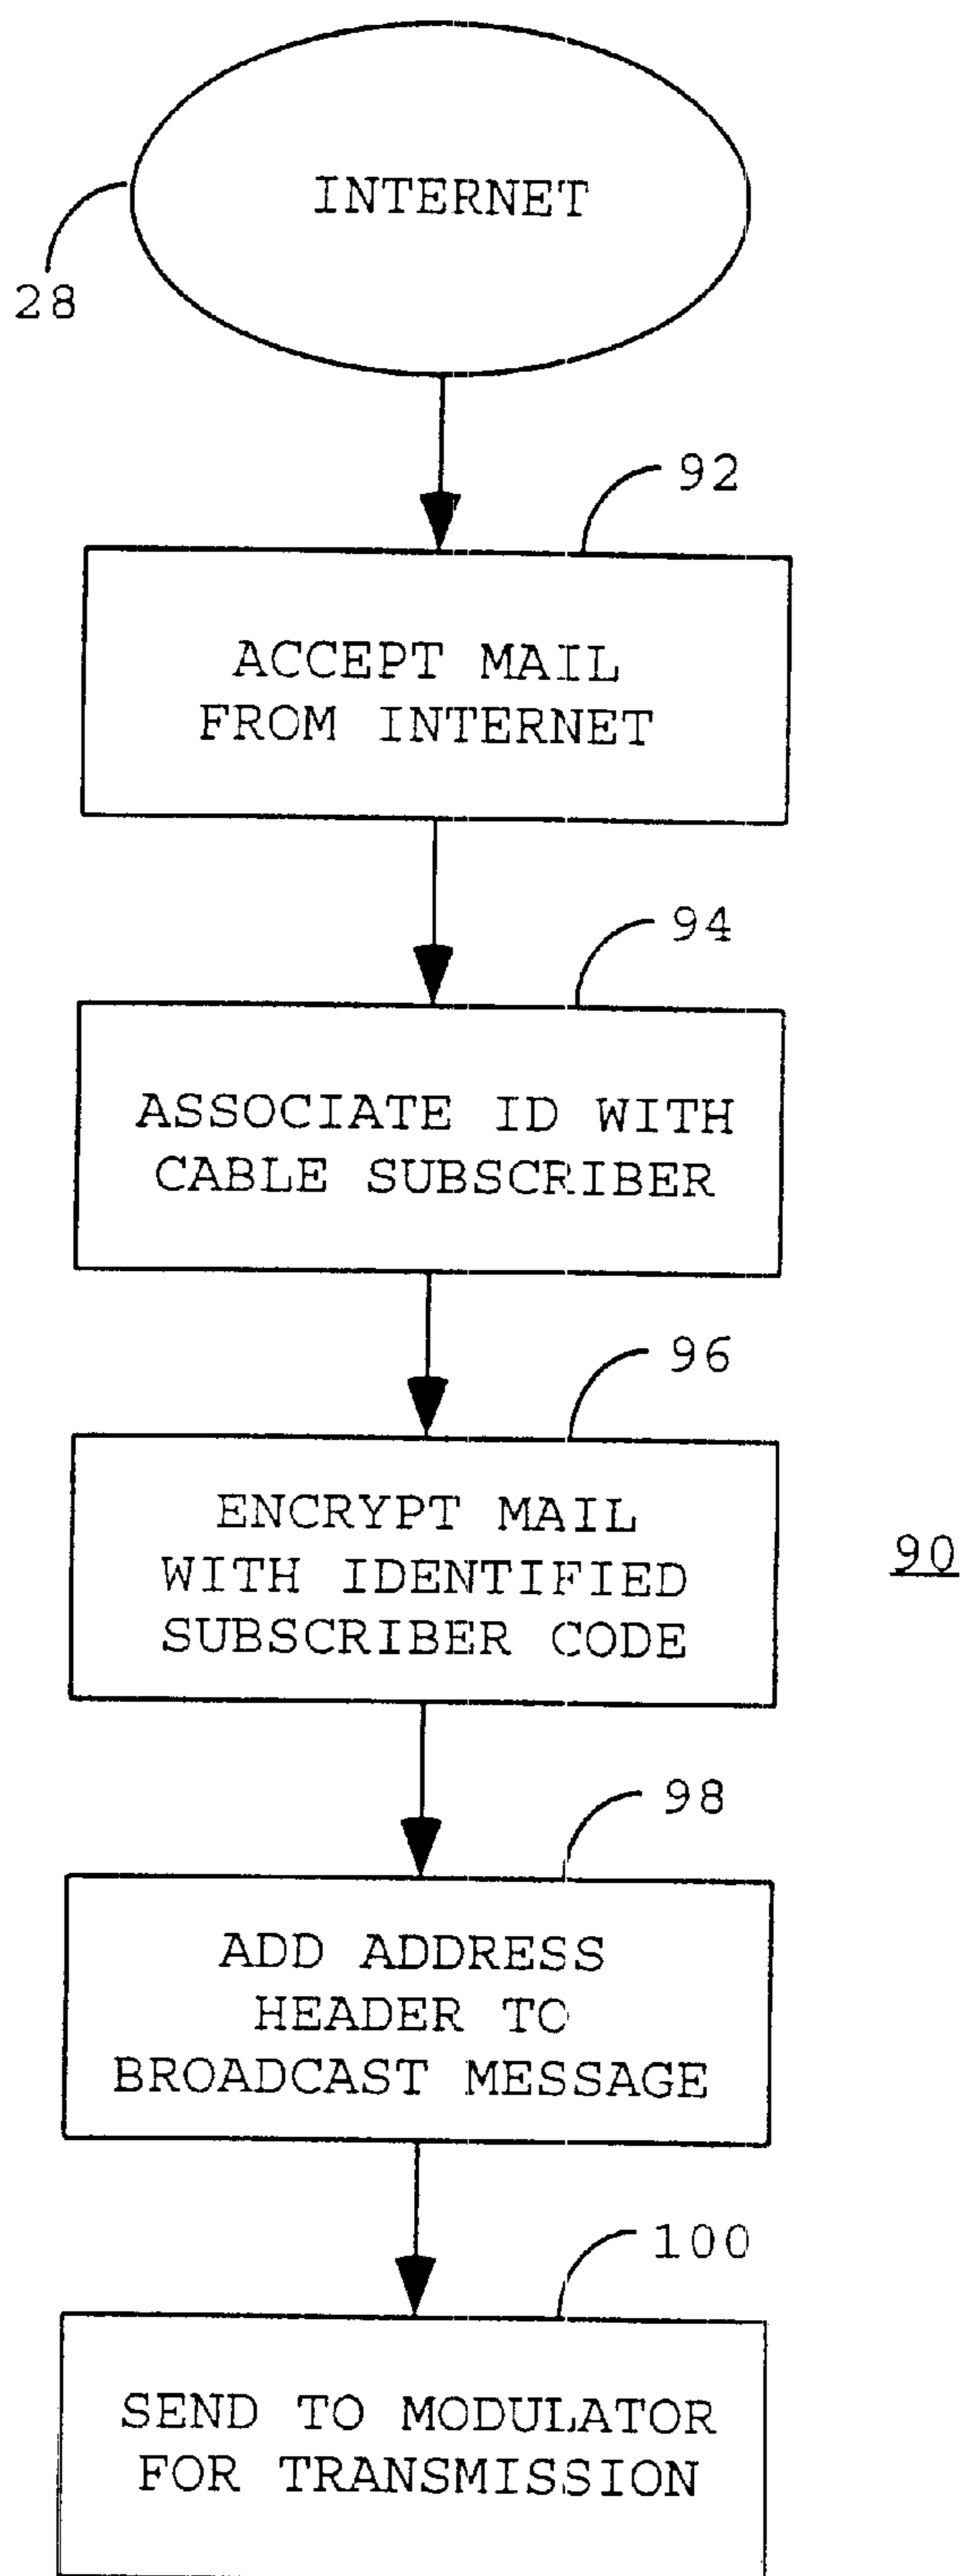 INTERNET
28
92
ACCEPT MAIL
FROM INTERNET
94
ASSOCIATE ID WITH
CABLE SUBSCRIBER
96
ENCRYPT MAIL
WITH IDENTIFIED
SUBSCRIBER CODE
90
98
ADD ADDRESS
HEADER TO
BROADCAST MESSAGE
100
SEND TO MODULATOR
FOR TRANSMISSION